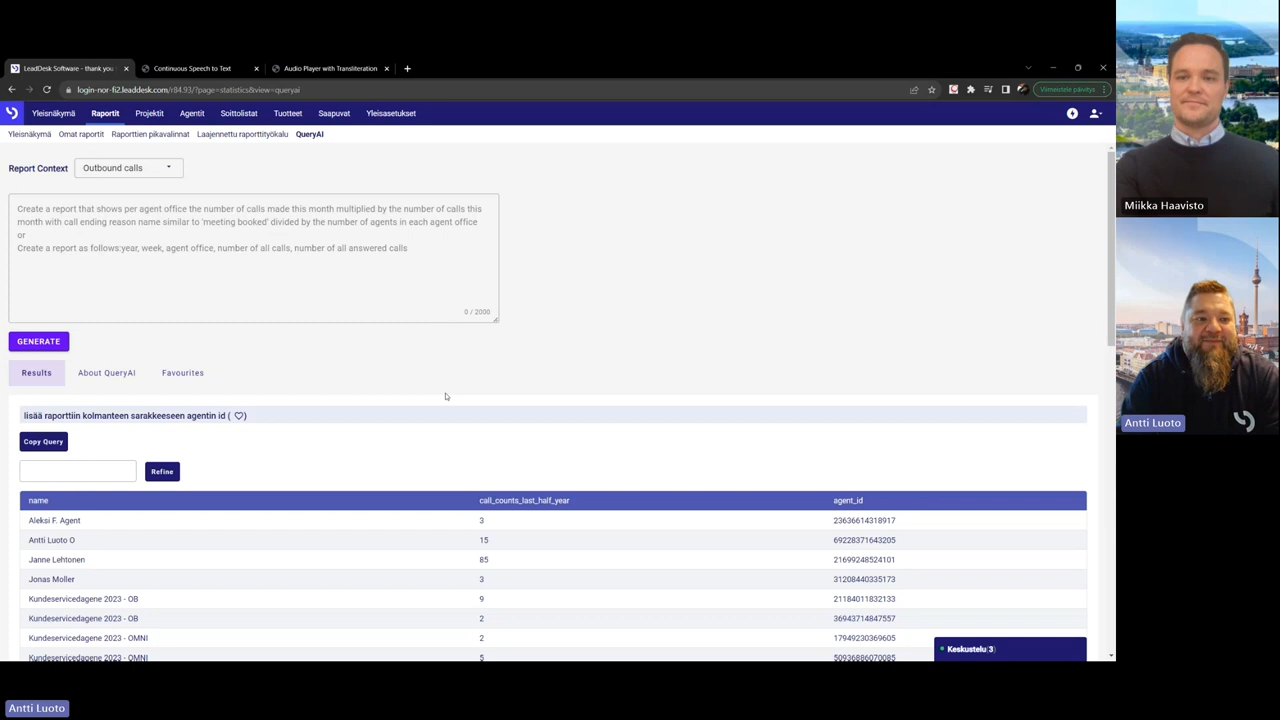 LeadDesk Software - thank you
Continuous Speech to Text
Audio Player with Transliteration
login-nor-fi2.leaddesk.com/r84.93/?page=statistics&view=queryai
Viimeistele päivitys
Yleisnäkymä
Raportit
Projektit
Agentit
Soittolistat
Tuotteet
Saapuvat
Yleisasetukset
Yleisnäkymä
Omat raportit
Raporttien pikavalinnat
Laajennettu raporttityökalu
QueryAI
Report Context
Outbound calls
Create a report that shows per agent office the number of calls made this month multiplied by the number of calls this
month with call ending reason name similar to 'meeting booked' divided by the number of agents in each agent office
or
Create a report as follows:year, week, agent office, number of all calls, number of all answered calls
0 / 2000
GENERATE
Results
About QueryAI
Favourites
lisää raporttiin kolmanteen sarakkeeseen agentin id ( ♡)
Copy Query
Refine
name call_counts_last_half_year agent_id
Aleksi F. Agent 3 23636614318917
Antti Luoto O 15 69228371643205
Janne Lehtonen 85 21699248524101
Jonas Moller 3 31208440335173
Kundeservicedagene 2023 - OB 9 21184011832133
Kundeservicedagene 2023 - OB 2 36943714847557
Kundeservicedagene 2023 - OMNI 2 17949230369605
Kundeservicedagene 2023 - OMNI 5 50936886070085
Keskustelu(3)
Miikka Haavisto
Antti Luoto
Antti Luoto